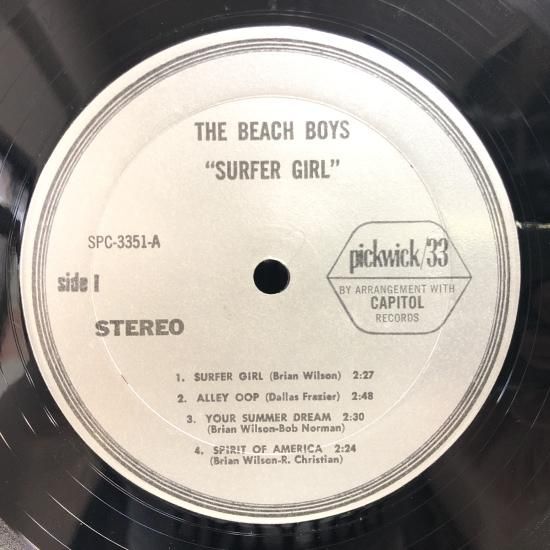 THE BEACH BOYS
"SURFER GIRL"
SPC-3351-A
side 1
STEREO
pickwick/33
BY ARRANGEMENT WITH
CAPITOL
RECORDS
1. SURFER GIRL (Brian Wilson) 2:27
2. ALLEY OOP (Dallas Frazier) 2:48
3. YOUR SUMMER DREAM 2:30
(Brian Wilson-Bob Norman)
4. SPIRIT OF AMERICA 2:24
(Brian Wilson-R. Christian)